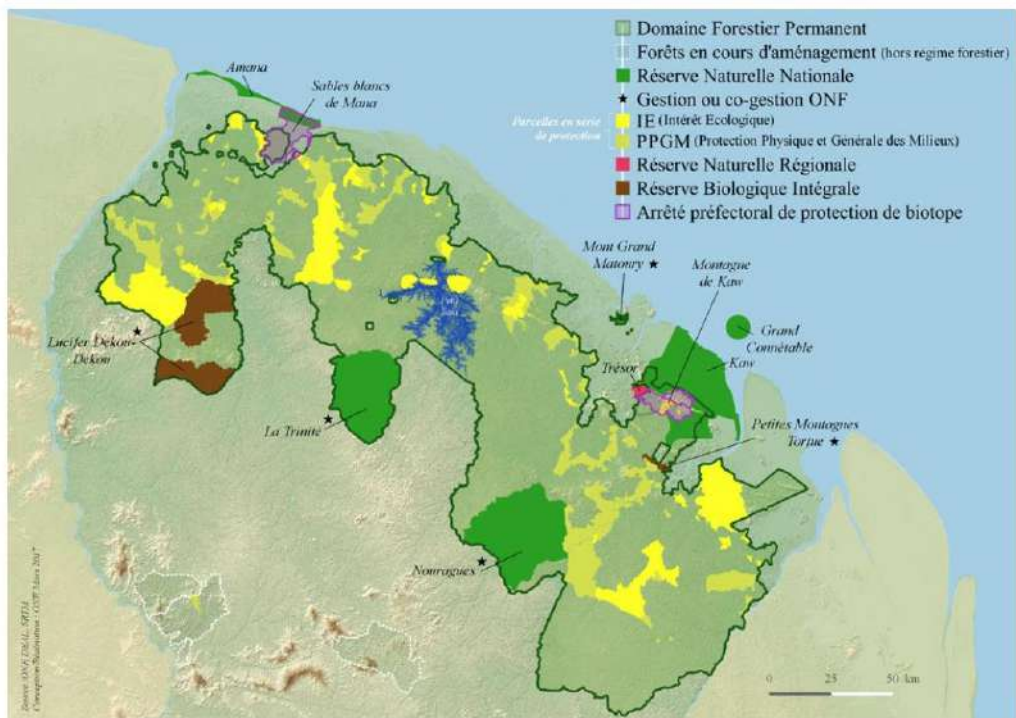 Domaine Forestier Permanent
Forêts en cours d'aménagement (hors régime forestier)
Réserve Naturelle Nationale
★ Gestion ou co-gestion ONF
Parcelles en série
de protection
IE (Intérêt Ecologique)
PPGM (Protection Physique et Générale des Milieux)
Réserve Naturelle Régionale
Réserve Biologique Intégrale
Arrêté préfectoral de protection de biotope
Amana
Sables blancs
de Mana
Mont Grand
Matoury ★
Montagne
de Kaw
Grand
Connétable
Kaw
Trésor
Lucifer Dékou-
Dékou
★
La Trinité
★
Petites Montagnes
Tortue ★
Nouragues
★
0 25 50 km